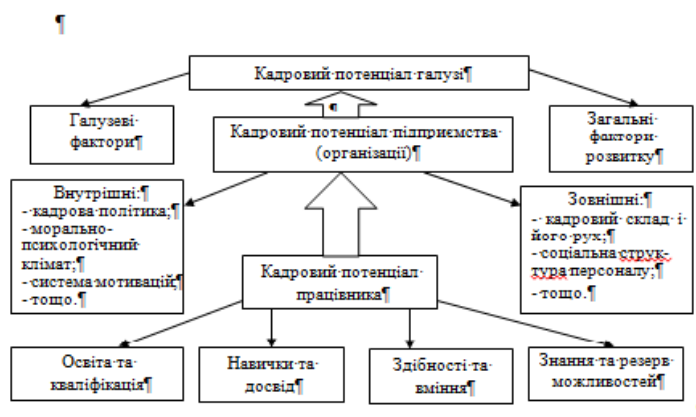 Кадровий потенціал галузі
Галузеві
фактори
Кадровий потенціал підприємства
(організації)
Загальні
фактори
розвитку
Внутрішні:
- кадрова політика;
- морально-
психологічний
клімат;
- система мотивацій;
- тощо.
Зовнішні:
- кадровий склад і
його рух;
- соціальна струк-
тура персоналу;
- тощо.
Кадровий потенціал
працівника
Освіта та
кваліфікація
Навички та
досвід
Здібності та
вміння
Знання та резерв
можливостей